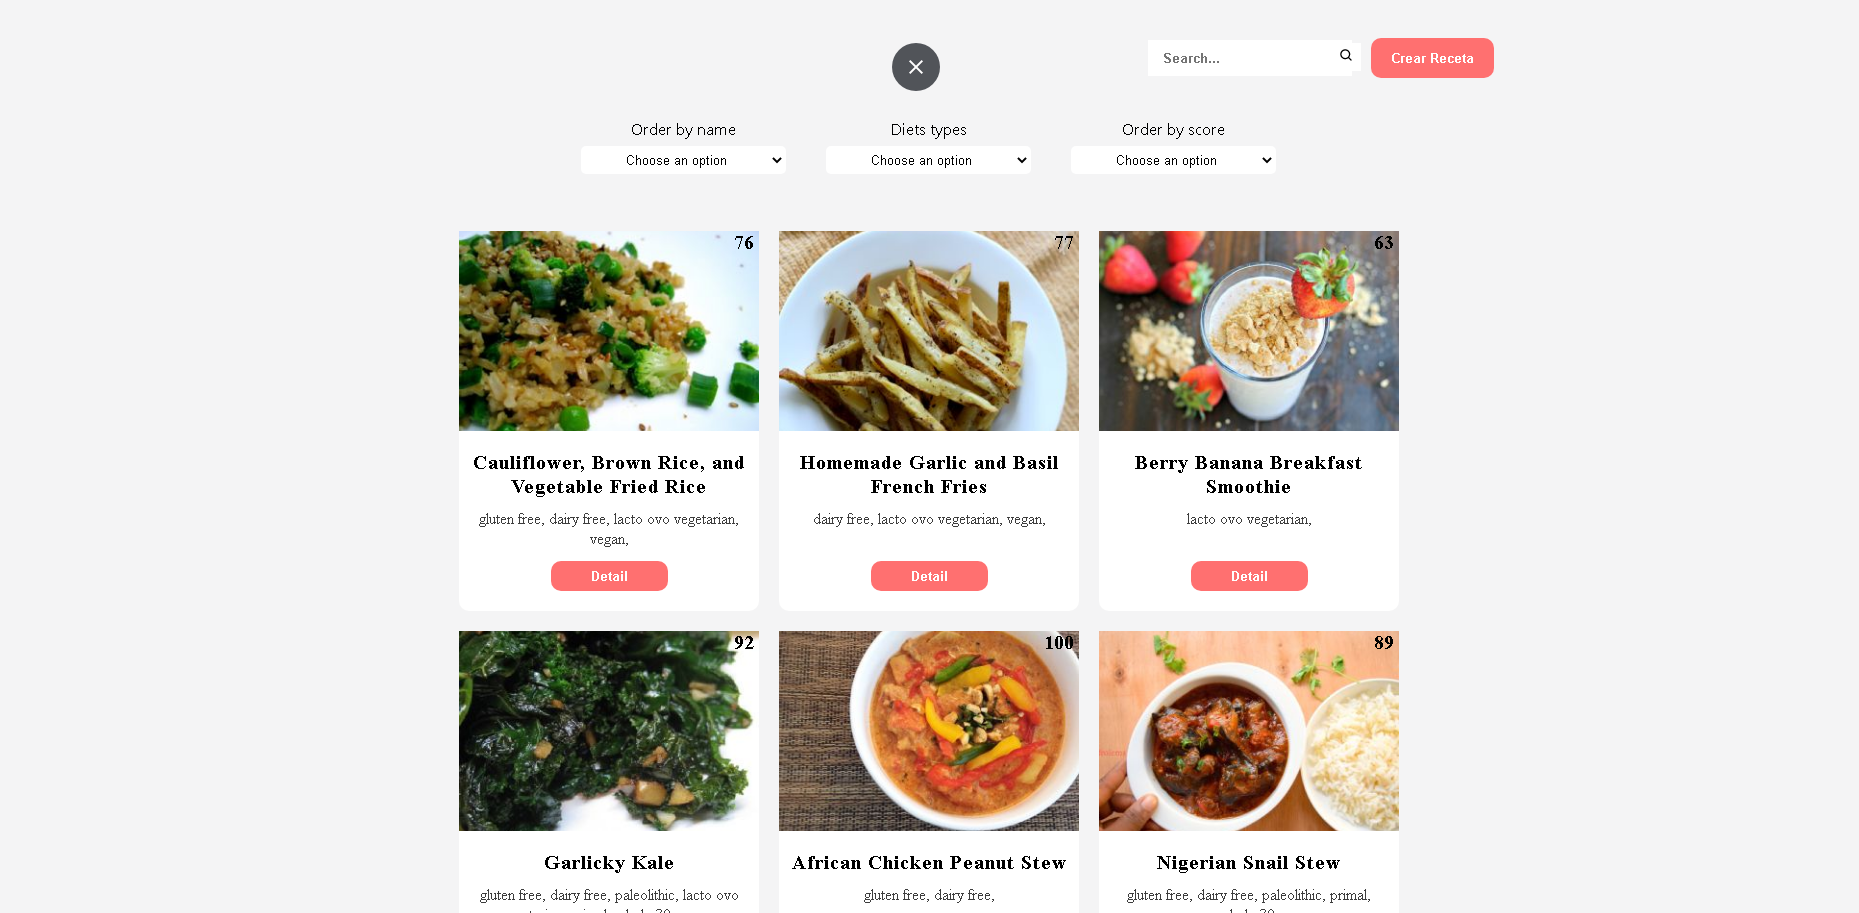 Search...
Crear Receta
Order by name
Diets types
Order by score
Choose an option
Choose an option
Choose an option
76
77
63
Cauliflower, Brown Rice, and
Vegetable Fried Rice
gluten free, dairy free, lacto ovo vegetarian,
vegan,
Detail
Homemade Garlic and Basil
French Fries
dairy free, lacto ovo vegetarian, vegan,
Detail
Berry Banana Breakfast
Smoothie
lacto ovo vegetarian,
Detail
92
100
89
Garlicky Kale
gluten free, dairy free, paleolithic, lacto ovo
African Chicken Peanut Stew
gluten free, dairy free,
Nigerian Snail Stew
gluten free, dairy free, paleolithic, primal,